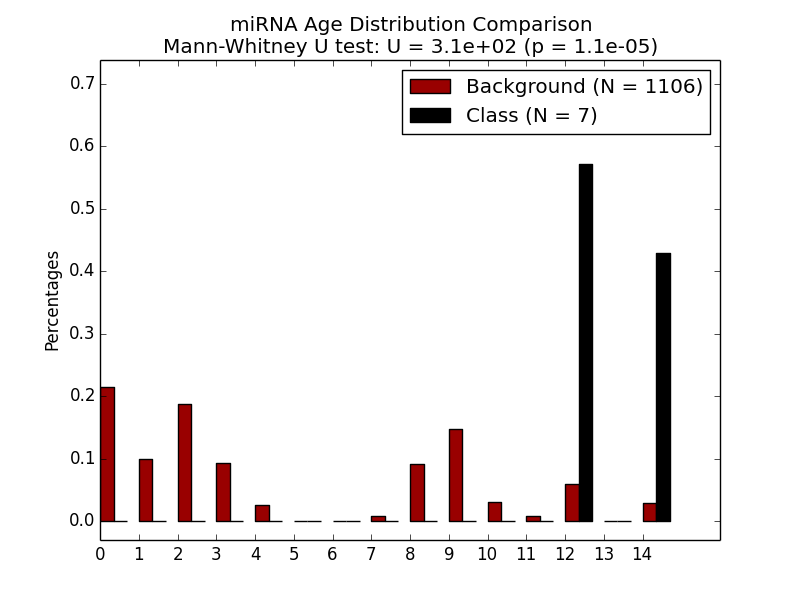 miRNA Age Distribution Comparison
Mann-Whitney U test: U = 3.1e+02 (p = 1.1e-05)
Background (N = 1106)
Class (N = 7)
Percentages
0.7
0.6
0.5
0.4
0.3
0.2
0.1
0.0
0 1 2 3 4 5 6 7 8 9 10 11 12 13 14